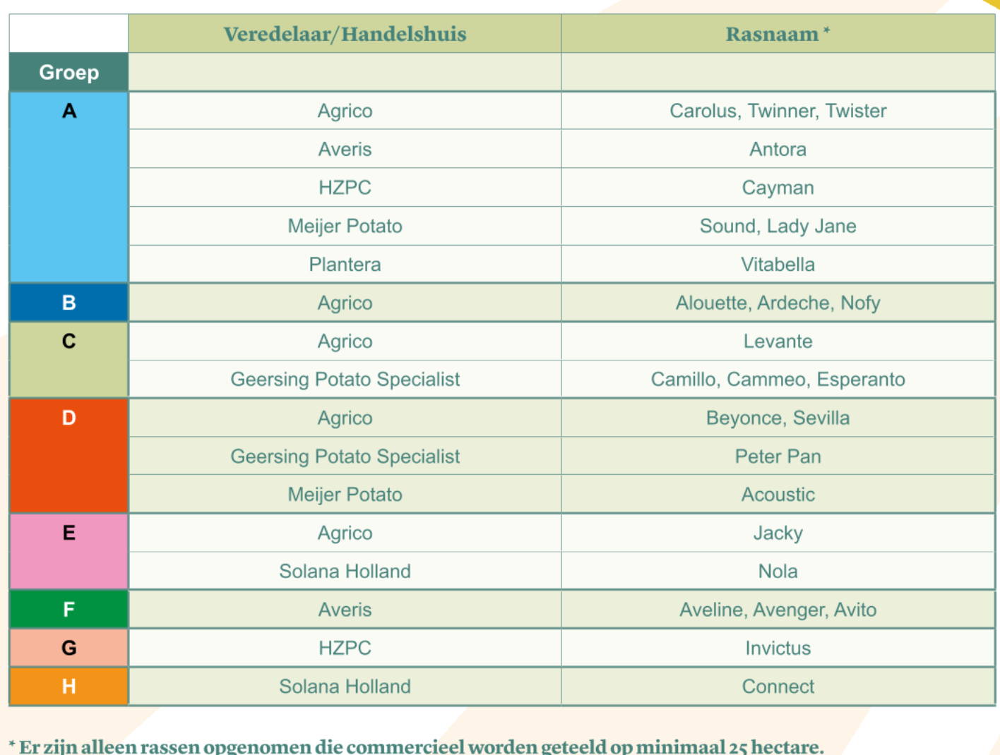 Veredelaar/Handelshuis Rasnaam *
Groep
A Agrico Carolus, Twinner, Twister
Averis Antora
HZPC Cayman
Meijer Potato Sound, Lady Jane
Plantera Vitabella
B Agrico Alouette, Ardeche, Nofy
C Agrico Levante
Geersing Potato Specialist Camillo, Cammeo, Esperanto
D Agrico Beyonce, Sevilla
Geersing Potato Specialist Peter Pan
Meijer Potato Acoustic
E Agrico Jacky
Solana Holland Nola
F Averis Aveline, Avenger, Avito
G HZPC Invictus
H Solana Holland Connect
* Er zijn alleen rassen opgenomen die commercieel worden geteeld op minimaal 25 hectare.